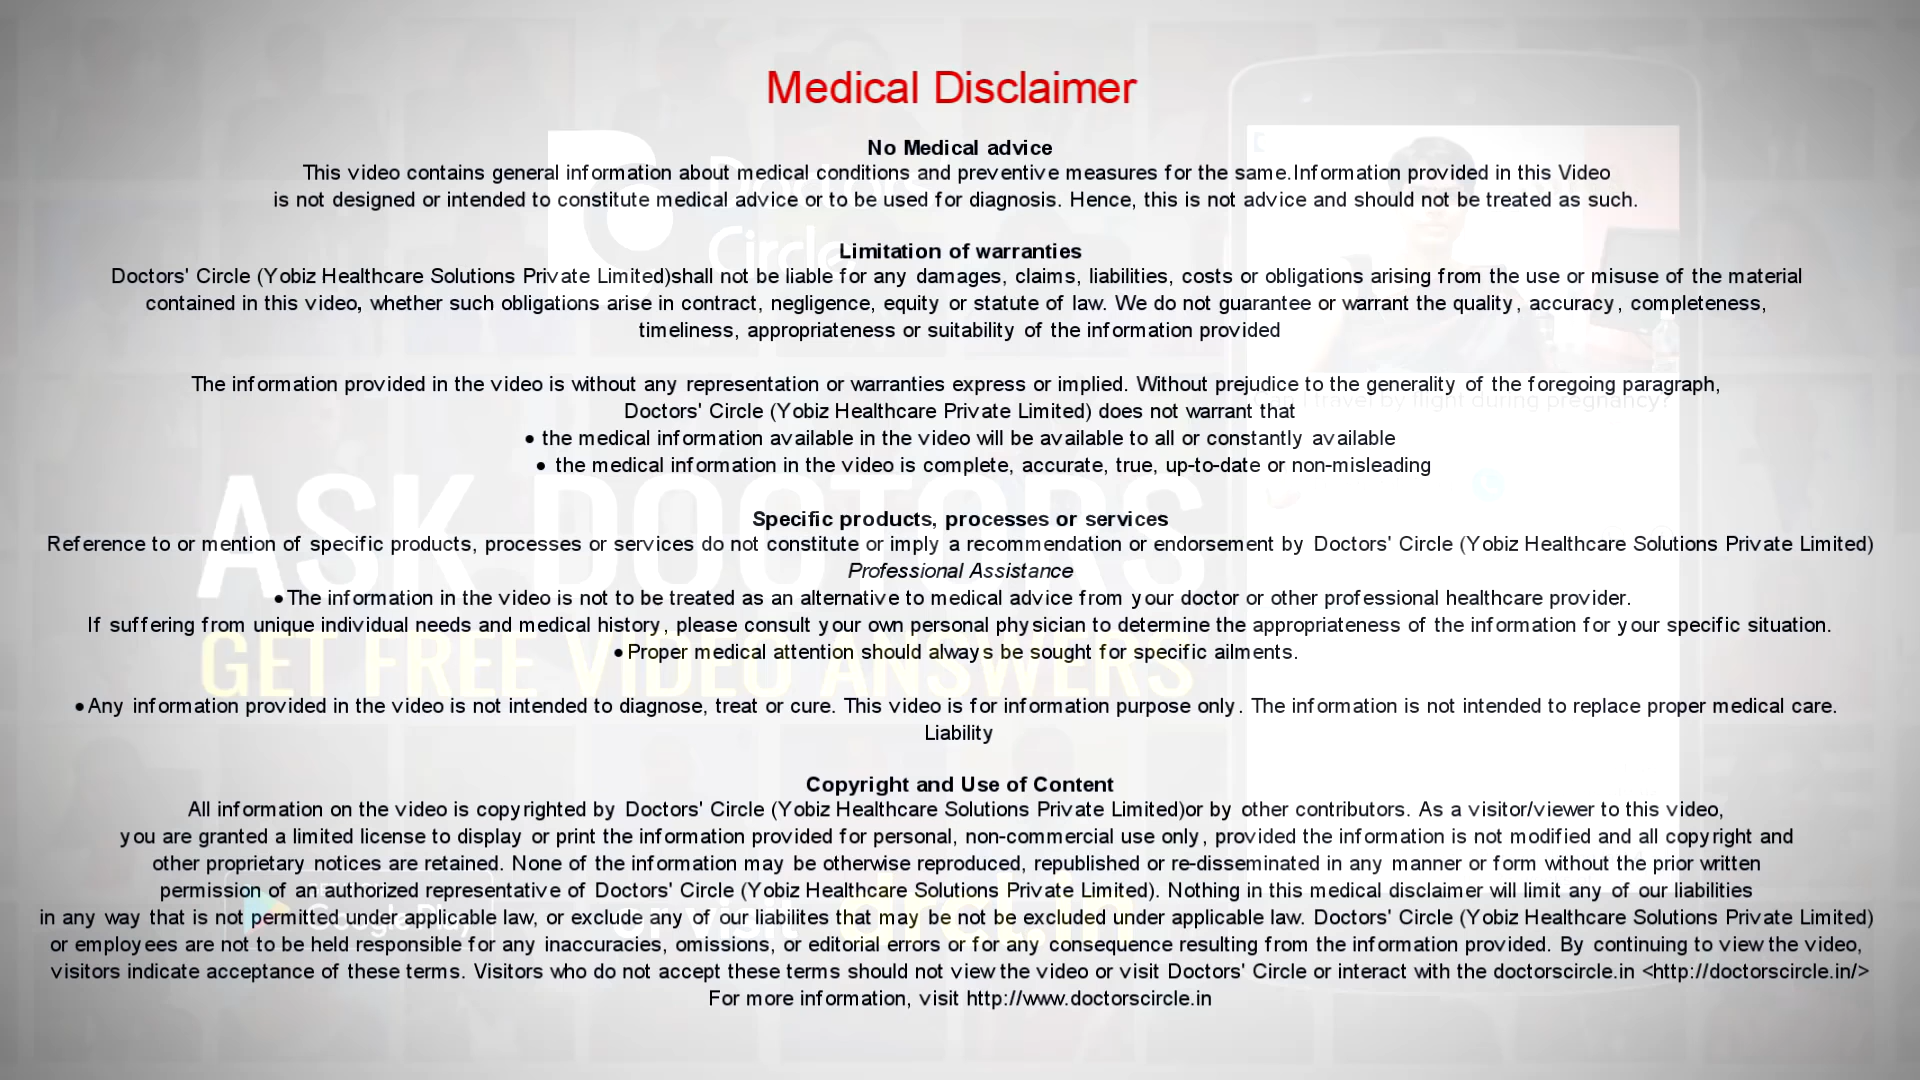 Medical Disclaimer
No Medical advice
This video contains general information about medical conditions and preventive measures for the same.Information provided in this Video
is not designed or intended to constitute medical advice or to be used for diagnosis. Hence, this is not advice and should not be treated as such.
Doctors'
Circle
Limitation of warranties
Doctors' Circle (Yobiz Healthcare Solutions Private Limited)shall not be liable for any damages, claims, liabilities, costs or obligations arising from the use or misuse of the material
contained in this video, whether such obligations arise in contract, negligence, equity or statute of law. We do not guarantee or warrant the quality, accuracy, completeness,
timeliness, appropriateness or suitability of the information provided
The information provided in the video is without any representation or warranties express or implied. Without prejudice to the generality of the foregoing paragraph,
Can I travel by flight during pregnancy?
Doctors' Circle (Yobiz Healthcare Private Limited) does not warrant that
• the medical information available in the video will be available to all or constantly available
• the medical information in the video is complete, accurate, true, up-to-date or non-misleading
ASK DOCTORS
Specific products, processes or services
Reference to or mention of specific products, processes or services do not constitute or imply a recommendation or endorsement by Doctors' Circle (Yobiz Healthcare Solutions Private Limited)
Professional Assistance
•The information in the video is not to be treated as an alternative to medical advice from your doctor or other professional healthcare provider.
If suffering from unique individual needs and medical history, please consult your own personal physician to determine the appropriateness of the information for your specific situation.
GET FREE VIDEO ANSWERS
•Proper medical attention should always be sought for specific ailments.
•Any information provided in the video is not intended to diagnose, treat or cure. This video is for information purpose only. The information is not intended to replace proper medical care.
Liability
Copyright and Use of Content
All information on the video is copyrighted by Doctors' Circle (Yobiz Healthcare Solutions Private Limited)or by other contributors. As a visitor/viewer to this video,
you are granted a limited license to display or print the information provided for personal, non-commercial use only, provided the information is not modified and all copyright and
other proprietary notices are retained. None of the information may be otherwise reproduced, republished or re-disseminated in any manner or form without the prior written
permission of an authorized representative of Doctors' Circle (Yobiz Healthcare Solutions Private Limited). Nothing in this medical disclaimer will limit any of our liabilities
Google Play or visit drcl.in
in any way that is not permitted under applicable law, or exclude any of our liabilites that may be not be excluded under applicable law. Doctors' Circle (Yobiz Healthcare Solutions Private Limited)
or employees are not to be held responsible for any inaccuracies, omissions, or editorial errors or for any consequence resulting from the information provided. By continuing to view the video,
visitors indicate acceptance of these terms. Visitors who do not accept these terms should not view the video or visit Doctors' Circle or interact with the doctorscircle.in <http://doctorscircle.in/>
For more information, visit http://www.doctorscircle.in